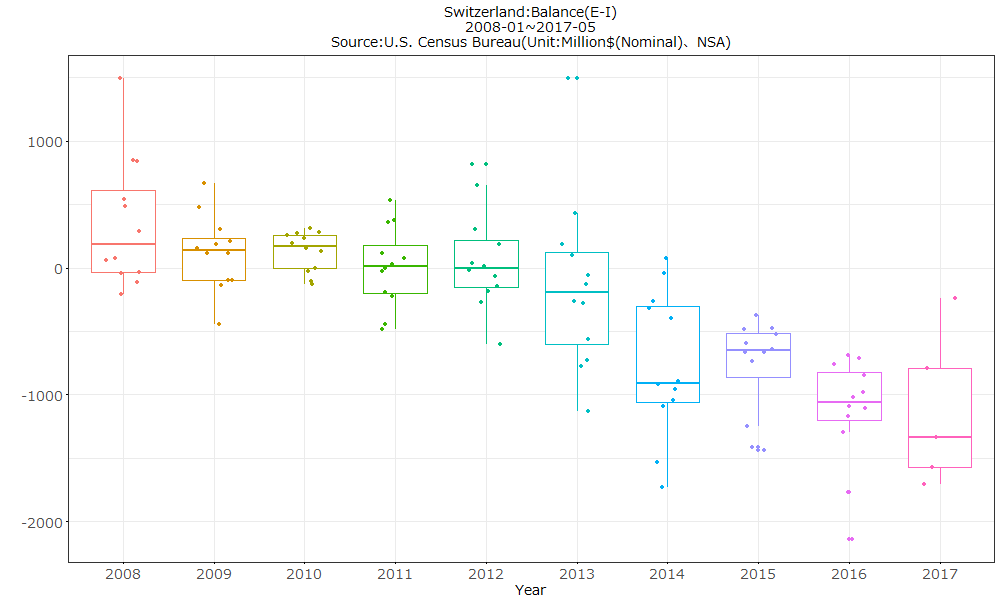 Switzerland:Balance(E-I)
2008-01~2017-05
Source:U.S. Census Bureau(Unit:Million$(Nominal)、NSA)
1000
0
-1000
-2000
2008 2009 2010 2011 2012 2013 2014 2015 2016 2017
Year